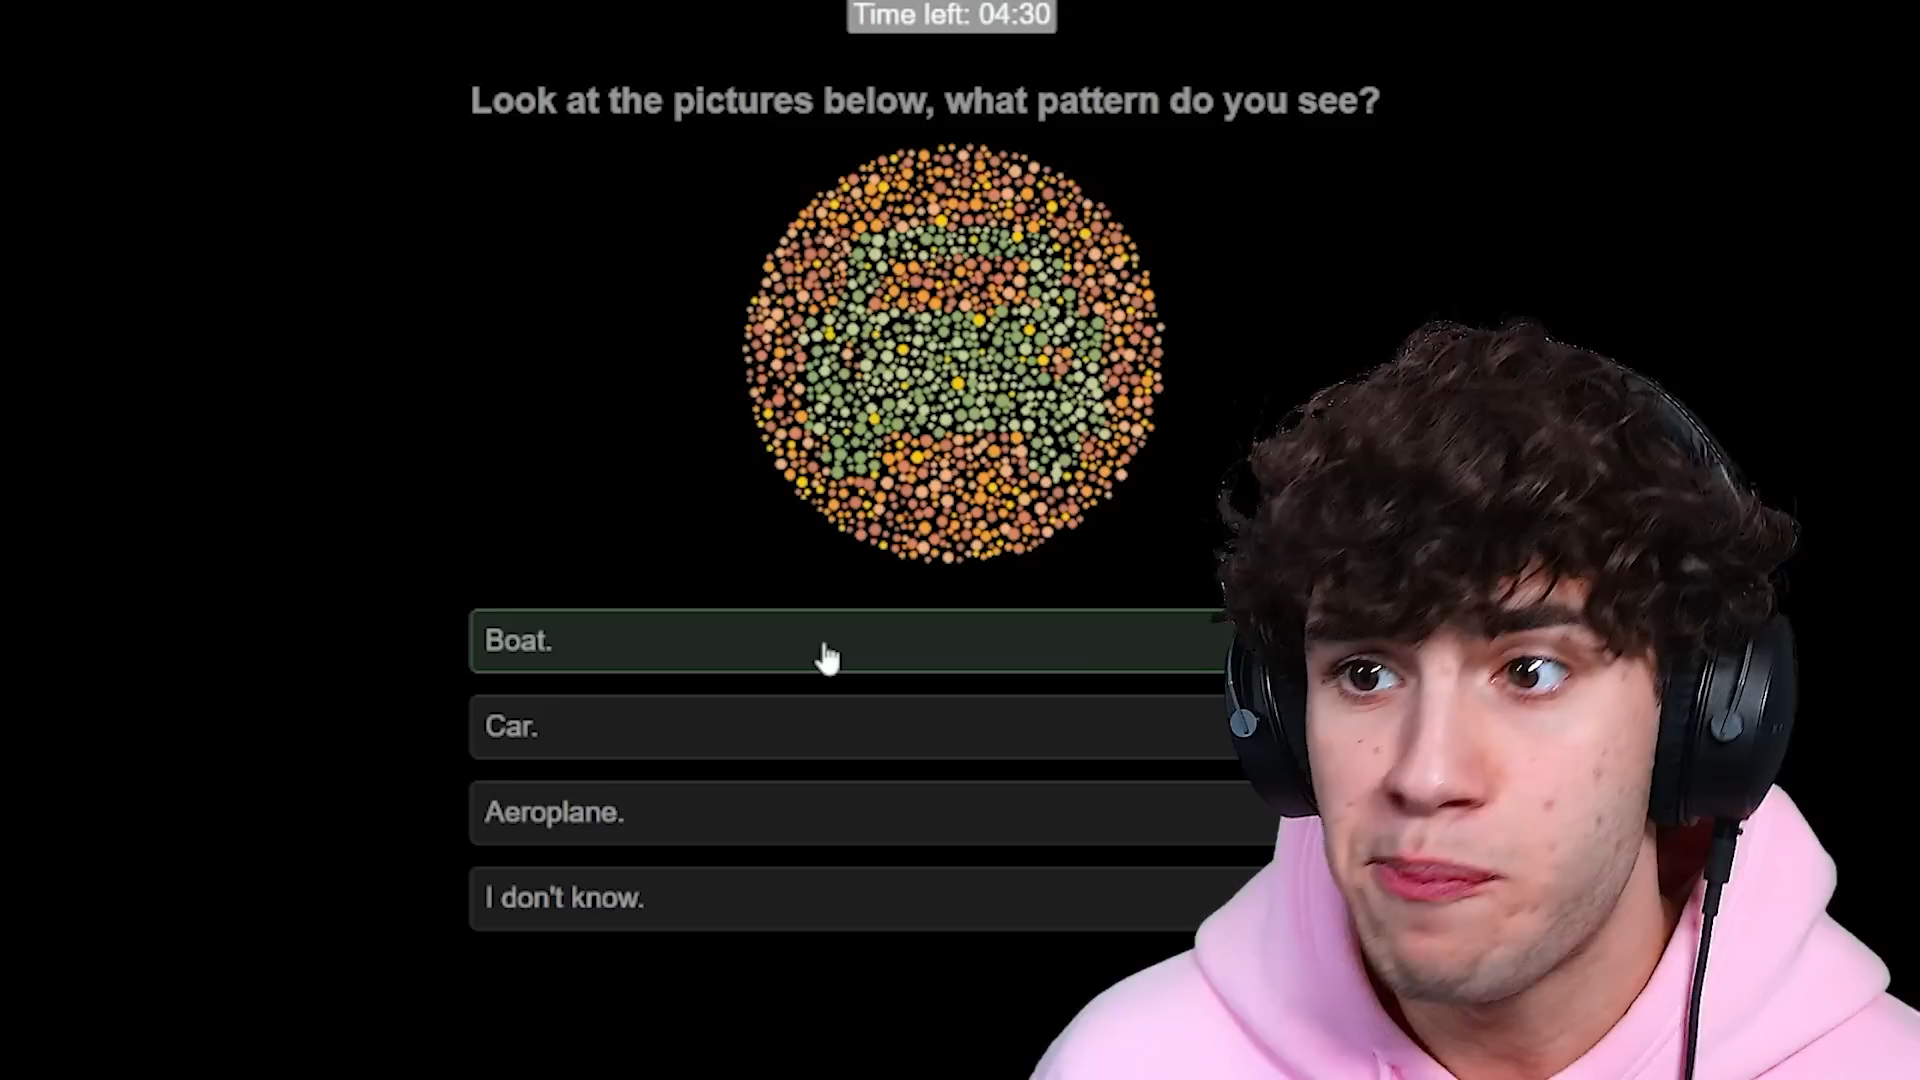 Time left: 04:30
Look at the pictures below, what pattern do you see?
Boat.
Car.
Aeroplane.
I don't know.